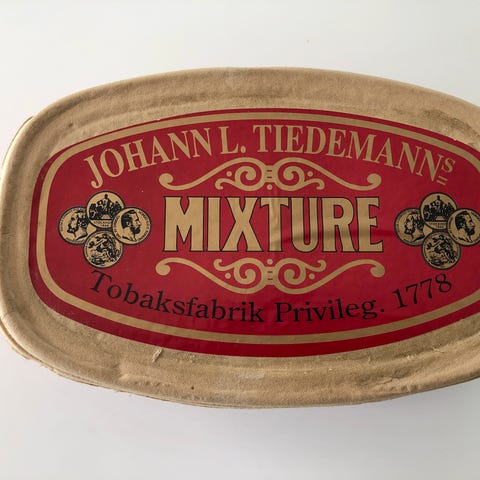 JOHANN L. TIEDEMANNS
MIXTURE
Tobaksfabrik Privileg. 1778